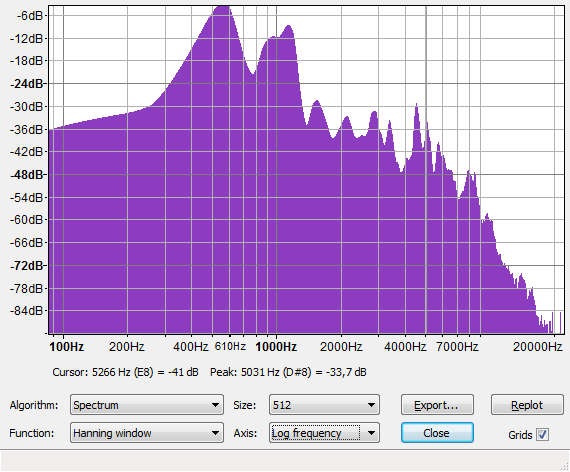 -6dB
-12dB
-18dB
-24dB
-30dB
-36dB
-42dB
-48dB
-54dB
-60dB
-66dB
-72dB
-78dB
-84dB
100Hz 200Hz 400Hz 610Hz 1000Hz 2000Hz 4000Hz 7000Hz 20000Hz
Cursor: 5266 Hz (E8) = -41 dB Peak: 5031 Hz (D#8) = -33,7 dB
Algorithm: Spectrum Size: 512 Export... Replot
Function: Hanning window Axis: Log frequency Close Grids